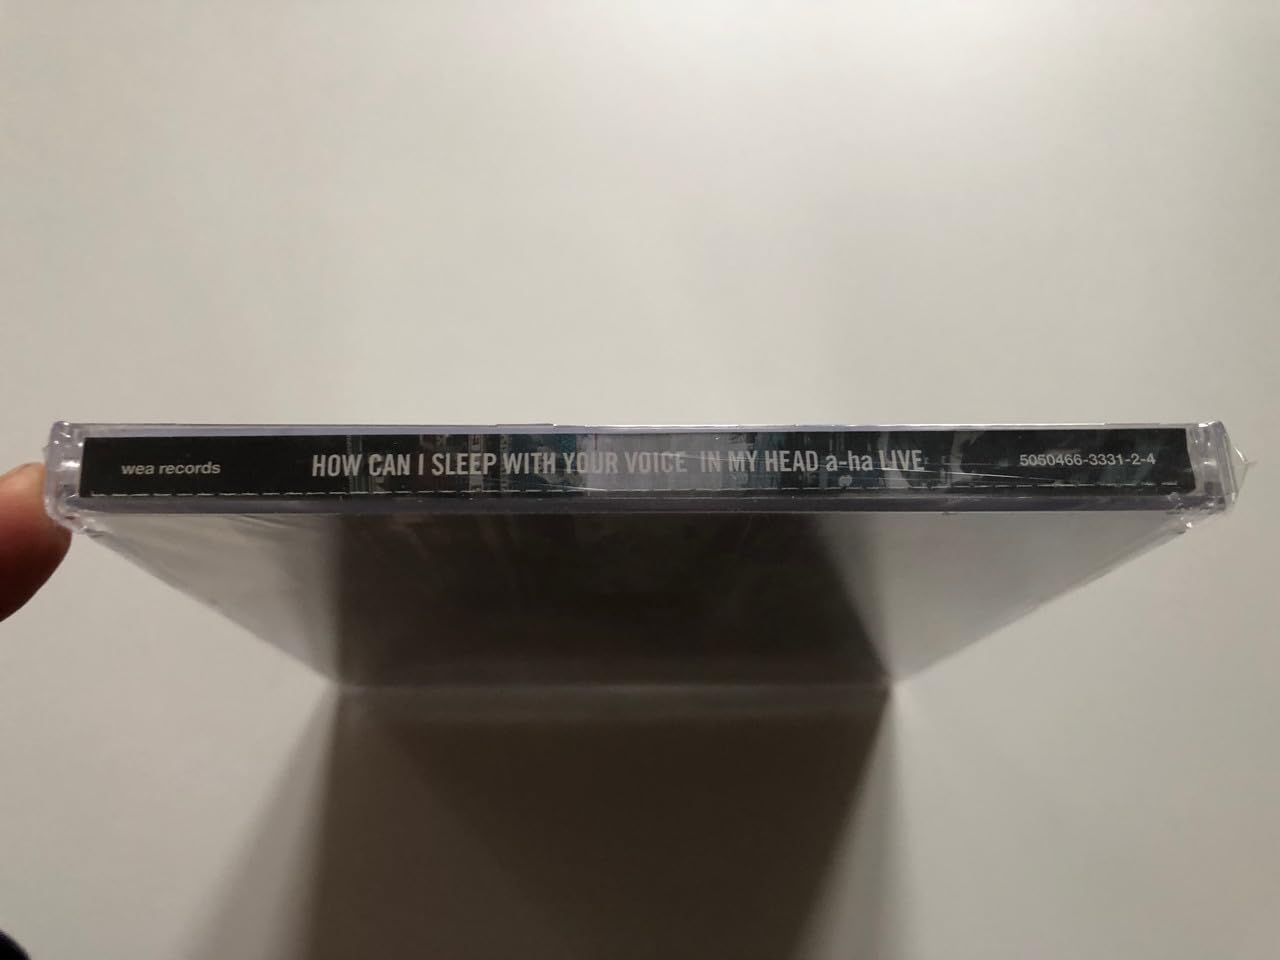 wea records HOW CAN I SLEEP WITH YOUR VOICE IN MY HEAD a-ha LIVE 5050466-3331-2-4